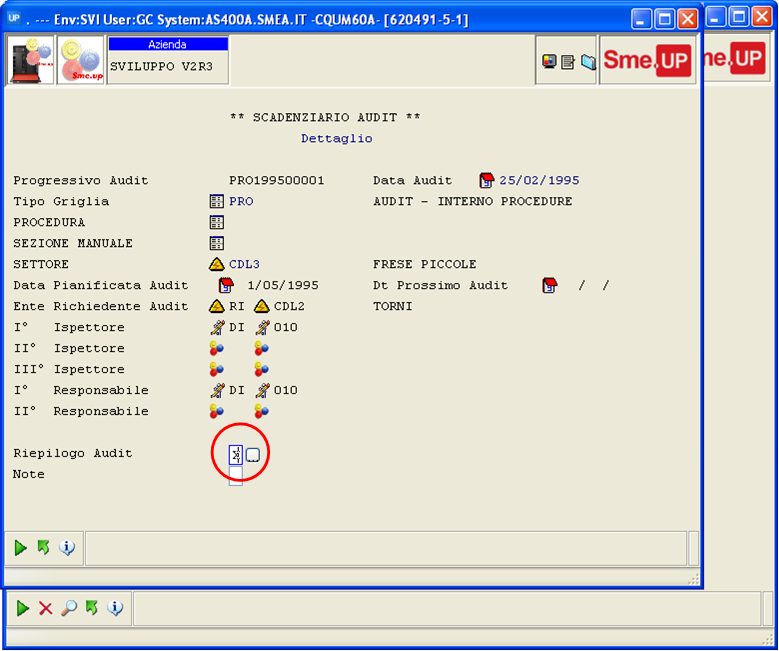 UP . --- Env:SVI User:GC System:AS400A.SMEA.IT -CQUM60A- [620491-5-1]
Sme.up
Azienda
SVILUPPO V2R3
Sme.UP
me.UP
** SCADENZIARIO AUDIT **
Dettaglio
Progressivo Audit PRO199500001 Data Audit 25/02/1995
Tipo Griglia PRO AUDIT - INTERNO PROCEDURE
PROCEDURA
SEZIONE MANUALE
SETTORE CDL3 FRESE PICCOLE
Data Pianificata Audit 1/05/1995 Dt Prossimo Audit / /
Ente Richiedente Audit RI CDL2 TORNI
I° Ispettore DI 010
II° Ispettore
III° Ispettore
I° Responsabile DI 010
II° Responsabile
Riepilogo Audit
Note